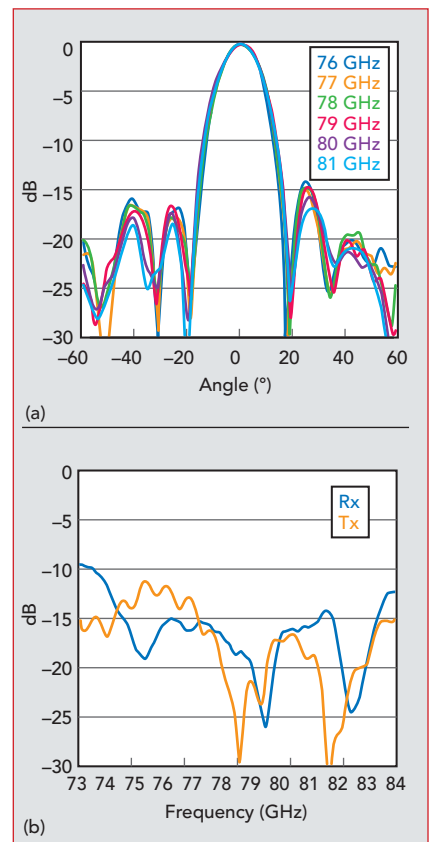 0
−5
−10
−15
−20
−25
−30
dB
76 GHz
77 GHz
78 GHz
79 GHz
80 GHz
81 GHz
−60 −40 −20 0 20 40 60
Angle (°)
(a)
0
−5
−10
−15
−20
−25
−30
dB
Rx
Tx
73 74 75 76 77 78 79 80 81 82 83 84
Frequency (GHz)
(b)